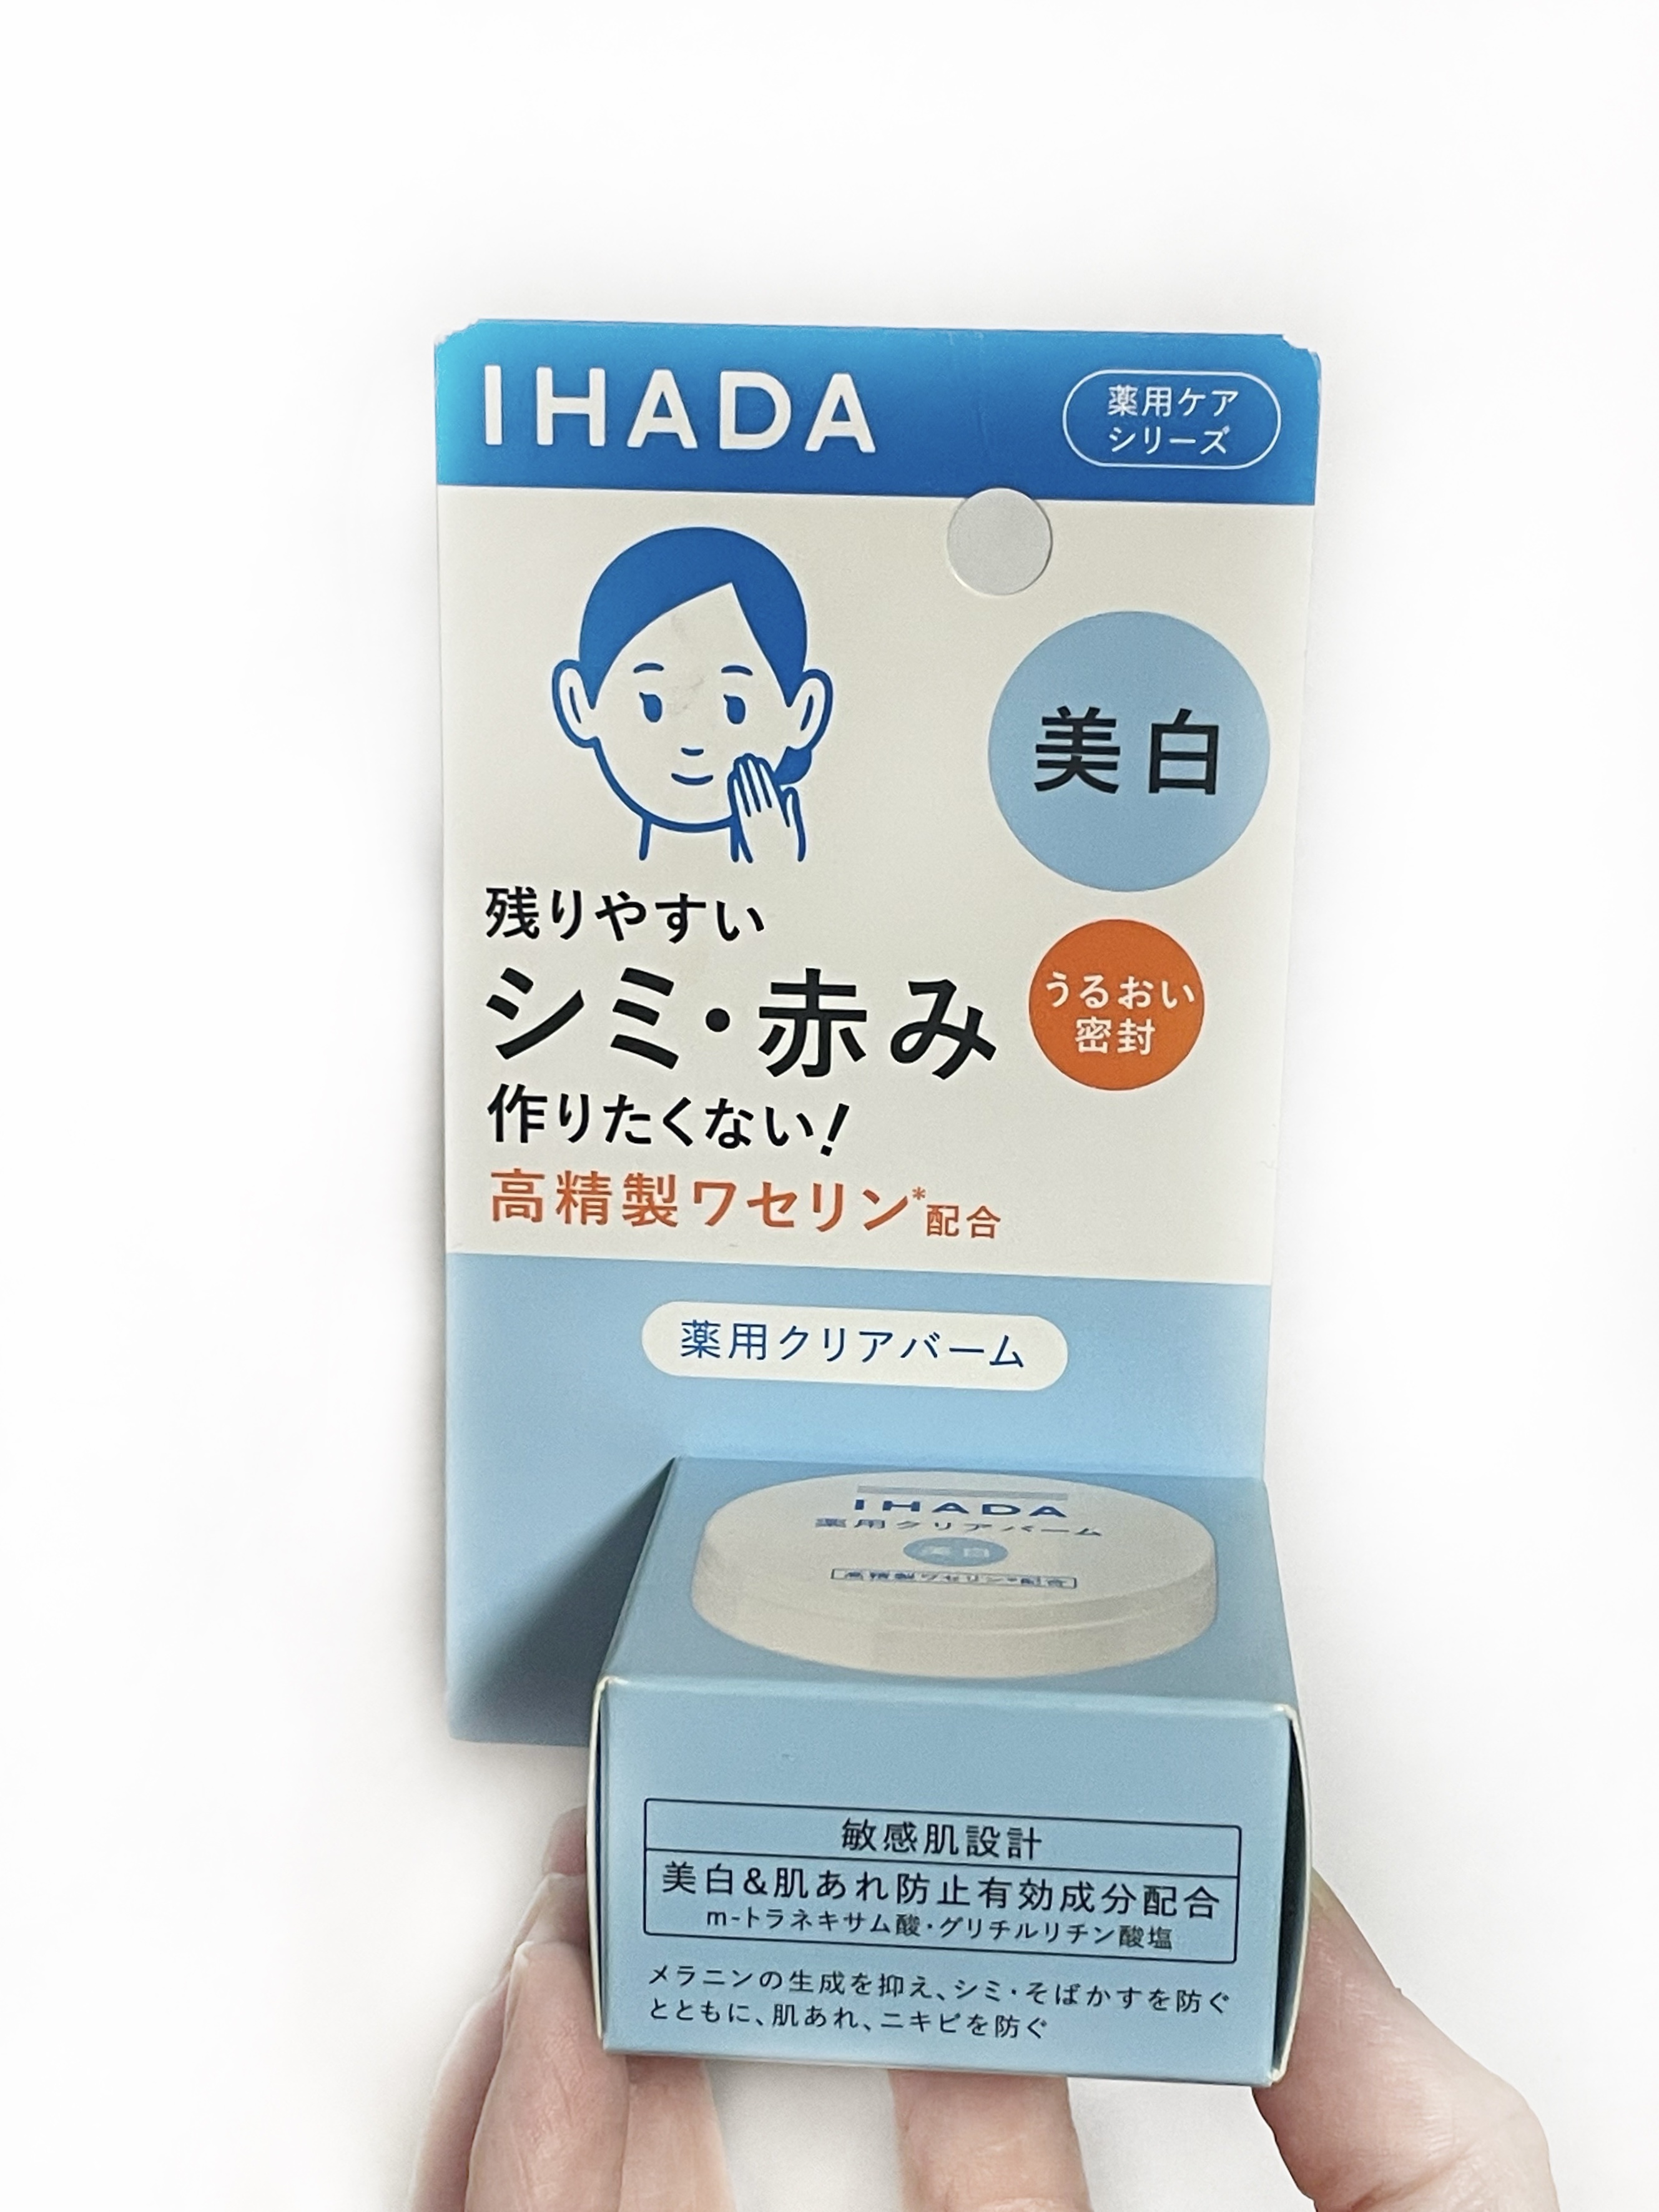 IHADA
薬用ケア
シリーズ
美白
残りやすい
シミ・赤み
作りたくない!
うるおい
密封
高精製ワセリン*配合
薬用クリアバーム
IHADA
薬用クリアバーム
美白
高精製ワセリン*配合
敏感肌設計
美白&肌あれ防止有効成分配合
m-トラネキサム酸・グリチルリチン酸塩
メラニンの生成を抑え、シミ・そばかすを防ぐ
とともに、肌あれ、ニキビを防ぐ